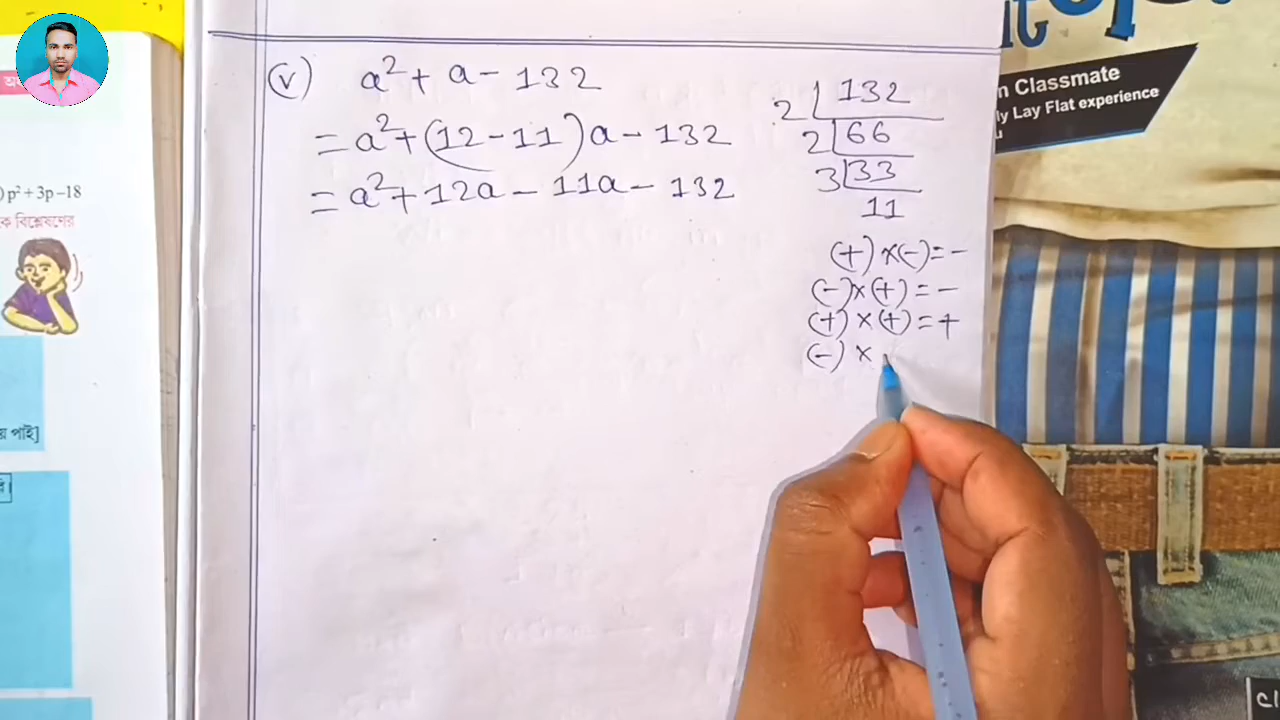 (v) a² + a - 132
= a² + (12 - 11) a - 132
= a² + 12a - 11a - 132
2 | 132
2 | 66
3 | 33
11
(+) × (-) = -
(-) × (+) = -
(+) × (+) = +
(-) ×
) p² + 3p - 18
বিশ্লেষণের
পাই]
n Classmate
ly Lay Flat experience